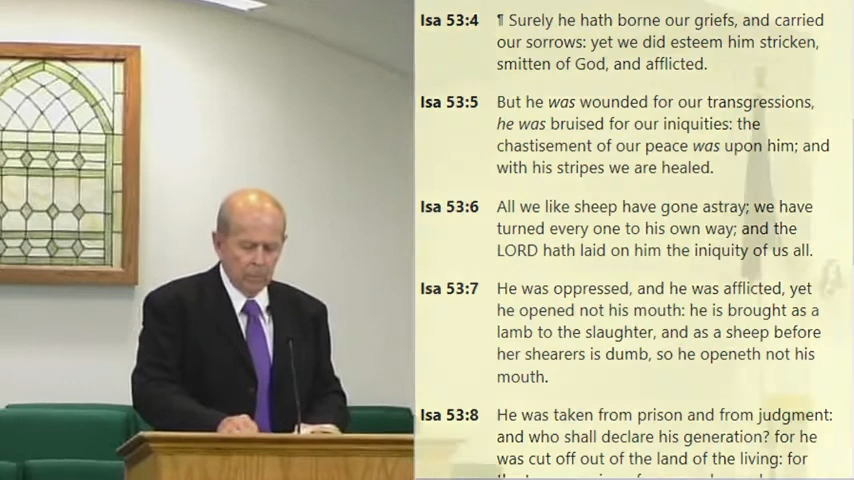 Isa 53:4 ¶ Surely he hath borne our griefs, and carried
our sorrows: yet we did esteem him stricken,
smitten of God, and afflicted.
Isa 53:5 But he was wounded for our transgressions,
he was bruised for our iniquities: the
chastisement of our peace was upon him; and
with his stripes we are healed.
Isa 53:6 All we like sheep have gone astray; we have
turned every one to his own way; and the
LORD hath laid on him the iniquity of us all.
Isa 53:7 He was oppressed, and he was afflicted, yet
he opened not his mouth: he is brought as a
lamb to the slaughter, and as a sheep before
her shearers is dumb, so he openeth not his
mouth.
Isa 53:8 He was taken from prison and from judgment:
and who shall declare his generation? for he
was cut off out of the land of the living: for